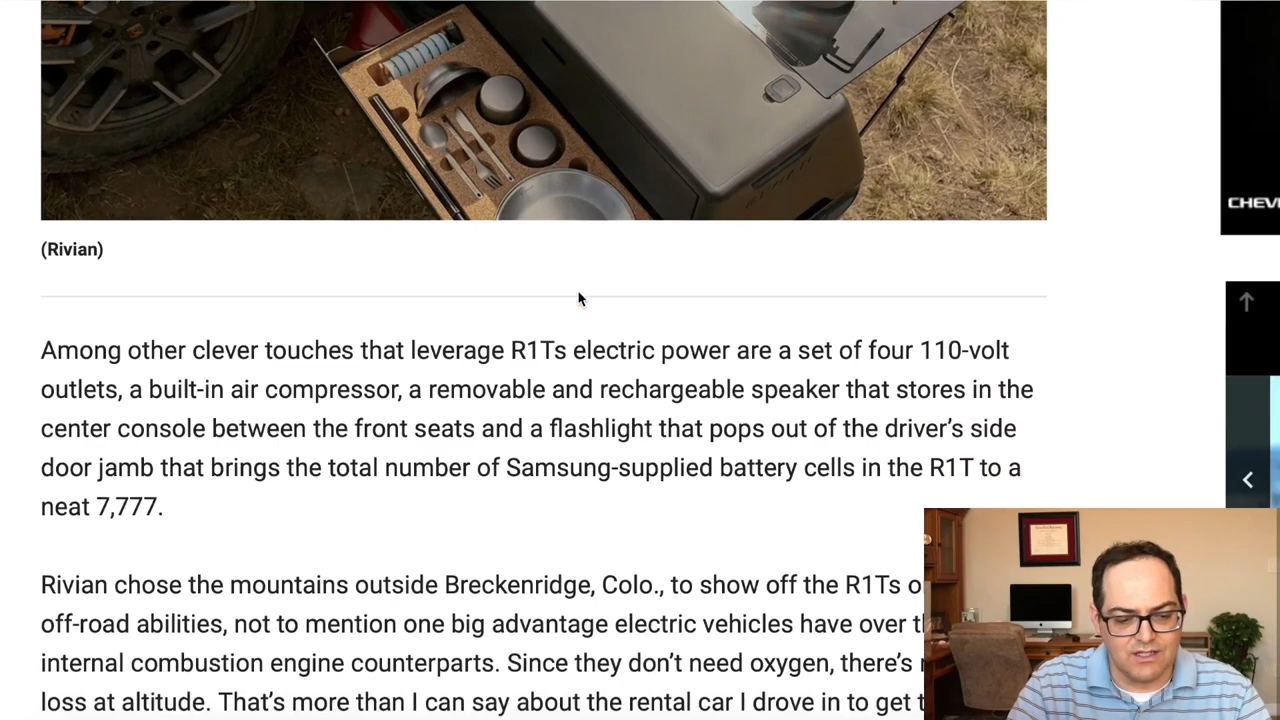 CHEV
(Rivian)
Among other clever touches that leverage R1Ts electric power are a set of four 110-volt
outlets, a built-in air compressor, a removable and rechargeable speaker that stores in the
center console between the front seats and a flashlight that pops out of the driver’s side
door jamb that brings the total number of Samsung-supplied battery cells in the R1T to a
neat 7,777.
Rivian chose the mountains outside Breckenridge, Colo., to show off the R1Ts o
off-road abilities, not to mention one big advantage electric vehicles have over
internal combustion engine counterparts. Since they don’t need oxygen, there’s
loss at altitude. That’s more than I can say about the rental car I drove in to get